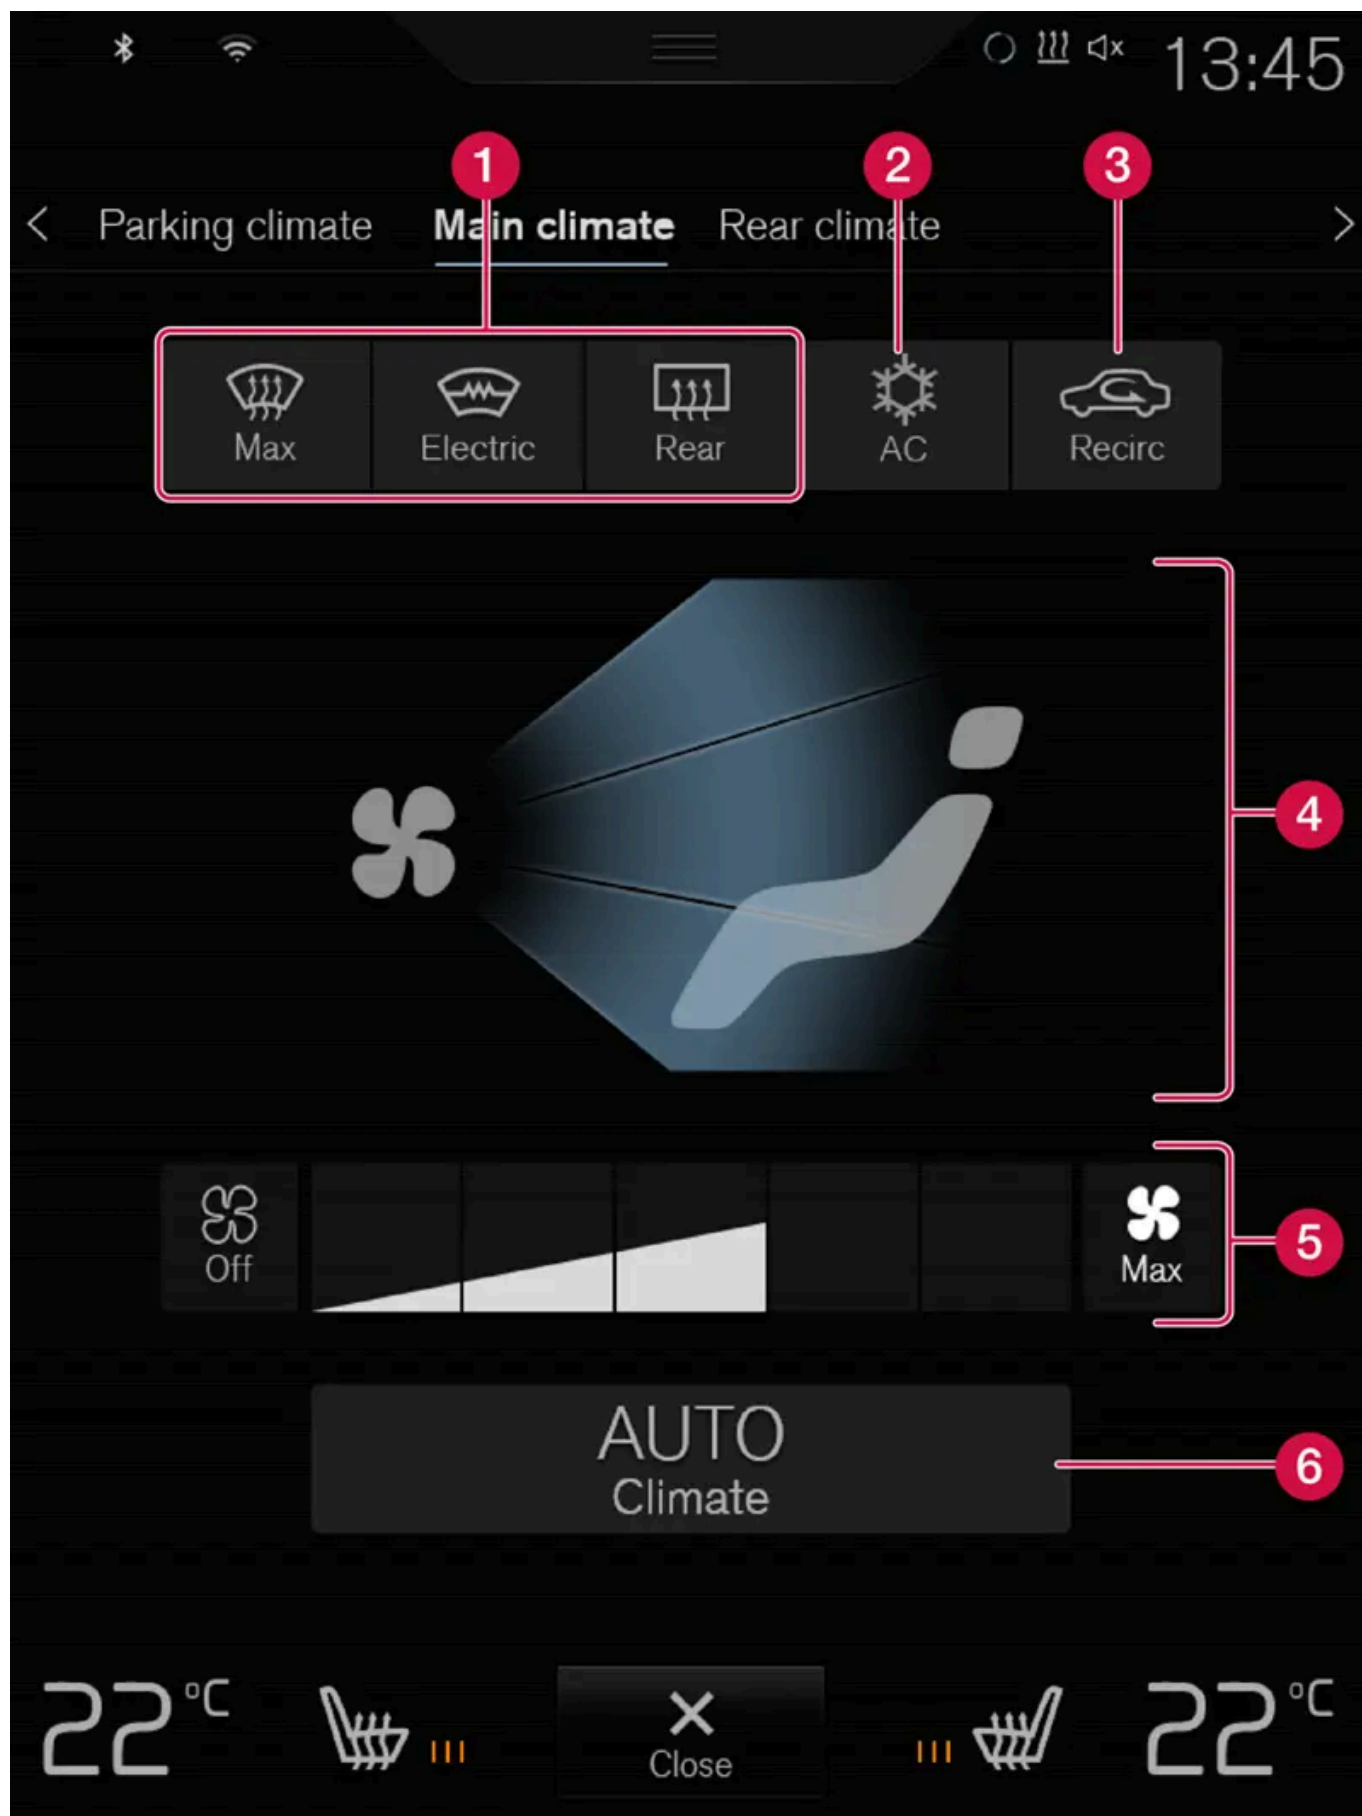 13:45
1 2 3
Parking climate Main climate Rear climate
Max Electric Rear AC Recirc
4
Off Max
5
AUTO
Climate
6
22°C 22°C
Close